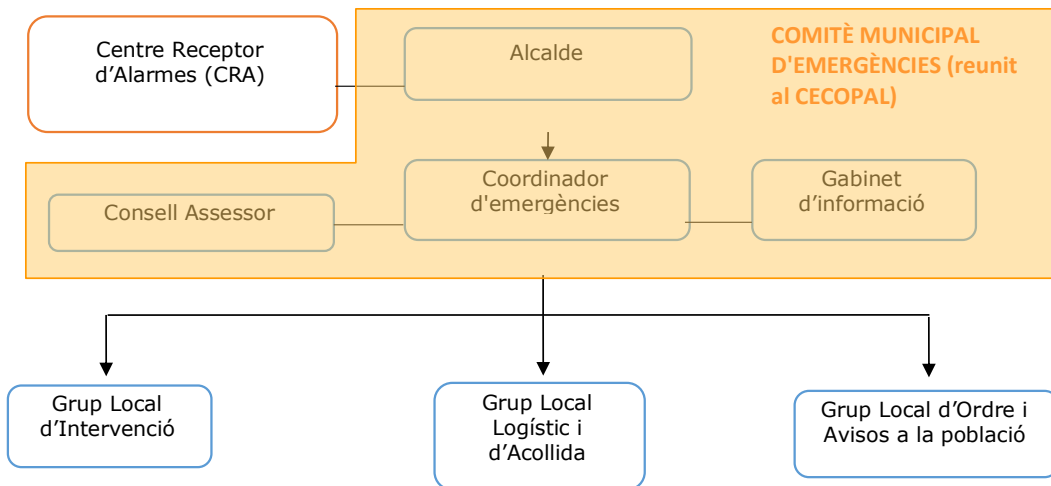 Centre Receptor
d’Alarmes (CRA)
Alcalde
COMITÈ MUNICIPAL
D'EMERGÈNCIES (reunit
al CECOPAL)
Consell Assessor
Coordinador
d'emergències
Gabinet
d’informació
Grup Local
d’Intervenció
Grup Local
Logístic i
d’Acollida
Grup Local d’Ordre i
Avisos a la població